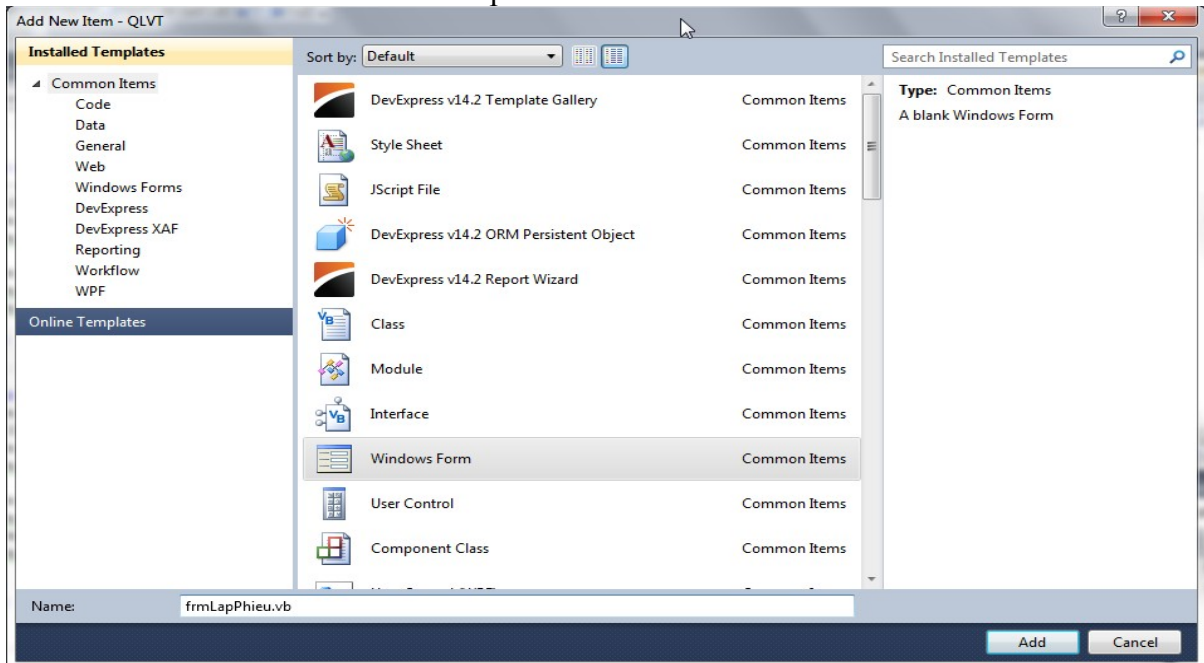 Add New Item - QLVT
Installed Templates
Common Items
Code
Data
General
Web
Windows Forms
DevExpress
DevExpress XAF
Reporting
Workflow
WPF
Online Templates
Sort by: Default
DevExpress v14.2 Template Gallery Common Items
Style Sheet Common Items
JScript File Common Items
DevExpress v14.2 ORM Persistent Object Common Items
DevExpress v14.2 Report Wizard Common Items
Class Common Items
Module Common Items
Interface Common Items
Windows Form Common Items
User Control Common Items
Component Class Common Items
Search Installed Templates
Type: Common Items
A blank Windows Form
Name: frmLapPhieu.vb
Add Cancel